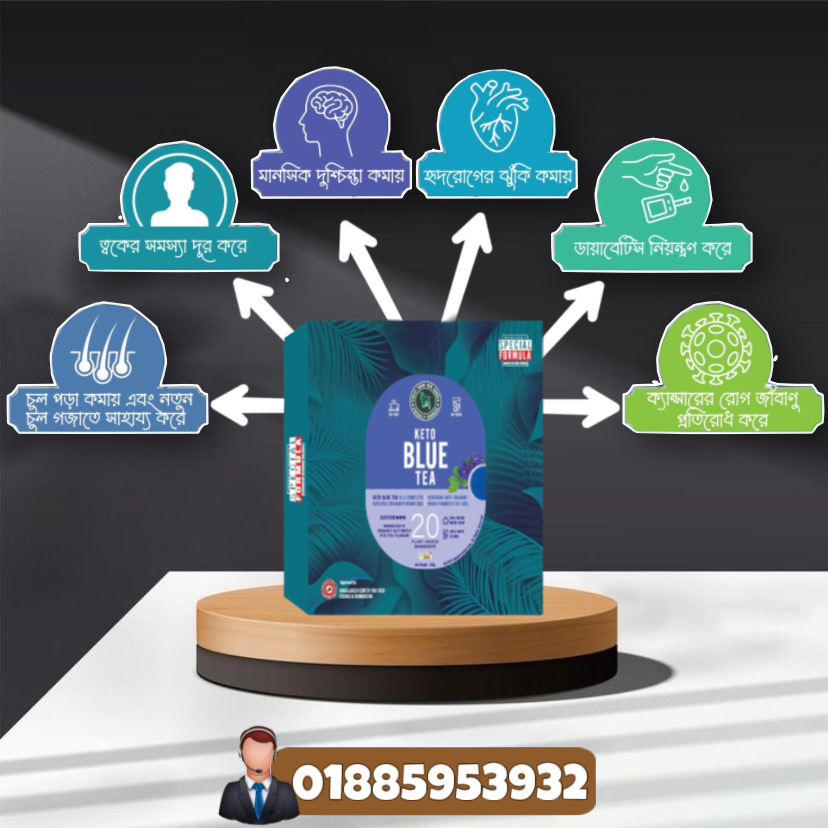 মানসিক দুশ্চিন্তা কমায়
হৃদরোগের ঝুঁকি কমায়
ত্বকের সমস্যা দূর করে
ডায়াবেটিস নিয়ন্ত্রণ করে
চুল পড়া কমায় এবং নতুন
চুল গজাতে সাহায্য করে
ক্যান্সারের রোগ জীবাণু
প্রতিরোধ করে
SPECIAL
FORMULA
KETO
BLUE
TEA
20
01885953932